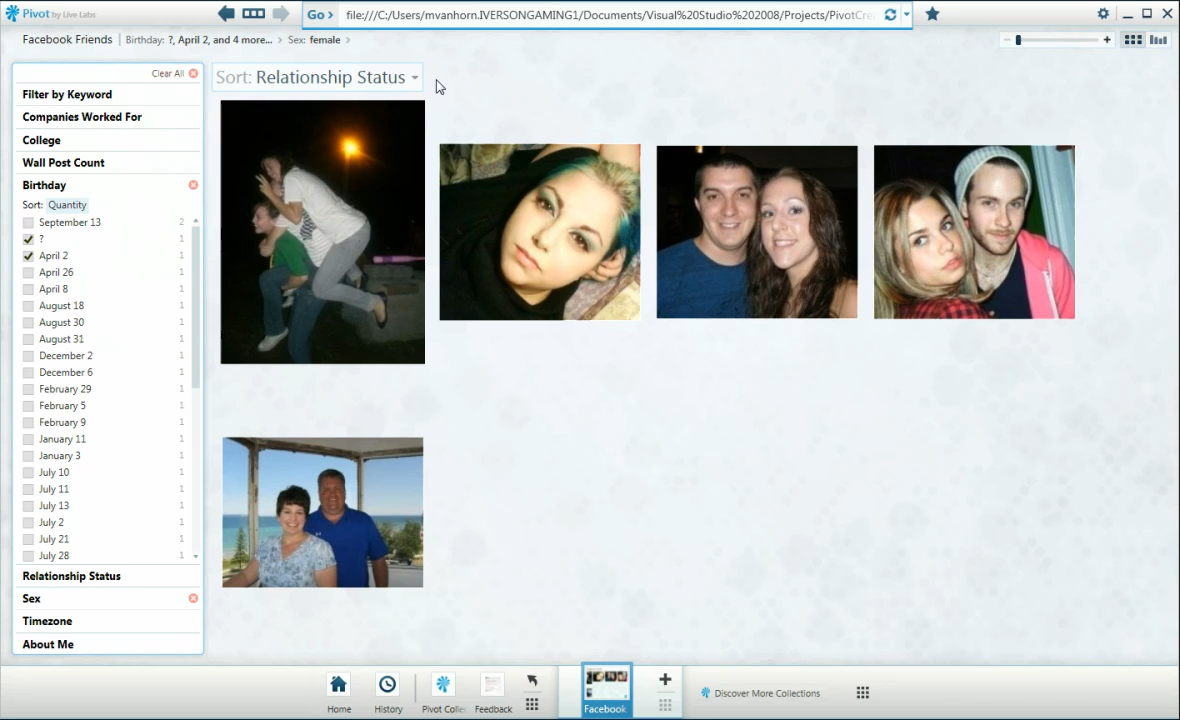 Pivot by Live Labs
Go > file:///C:/Users/mvanhorn.IVERSONGAMING1/Documents/Visual%20Studio%202008/Projects/PivotCre
Facebook Friends | Birthday: ?, April 2, and 4 more... > Sex: female >
Clear All
Sort: Relationship Status
Filter by Keyword
Companies Worked For
College
Wall Post Count
Birthday
Sort: Quantity
September 13 2
? 1
April 2 1
April 26 1
April 8 1
August 18 1
August 30 1
August 31 1
December 2 1
December 6 1
February 29 1
February 5 1
February 9 1
January 11 1
January 3 1
July 10 1
July 11 1
July 13 1
July 2 1
July 21 1
July 28 1
Relationship Status
Sex
Timezone
About Me
Home
History
Pivot Colle
Feedback
Facebook
Discover More Collections